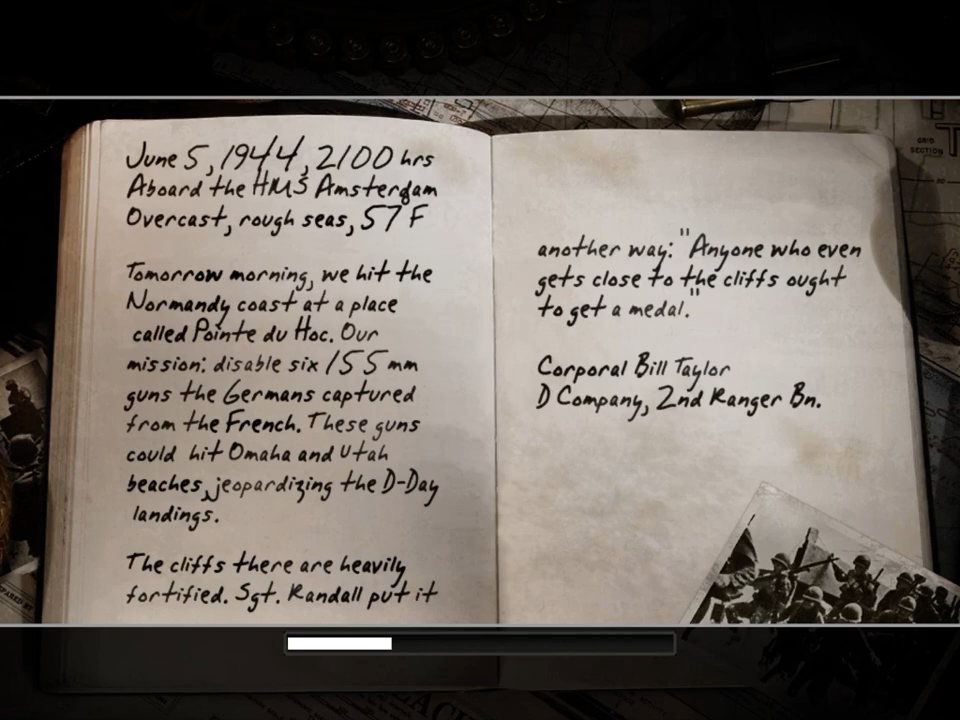 June 5, 1944, 2100 hrs
Aboard the HMS Amsterdam
Overcast, rough seas, 57 F
Tomorrow morning, we hit the
Normandy coast at a place
called Pointe du Hoc. Our
mission: disable six 155 mm
guns the Germans captured
from the French. These guns
could hit Omaha and Utah
beaches, jeopardizing the D-Day
landings.
The cliffs there are heavily
fortified. Sgt. Randall put it
another way: "Anyone who even
gets close to the cliffs ought
to get a medal."
Corporal Bill Taylor
D Company, 2nd Ranger Bn.
GRID
SECTION